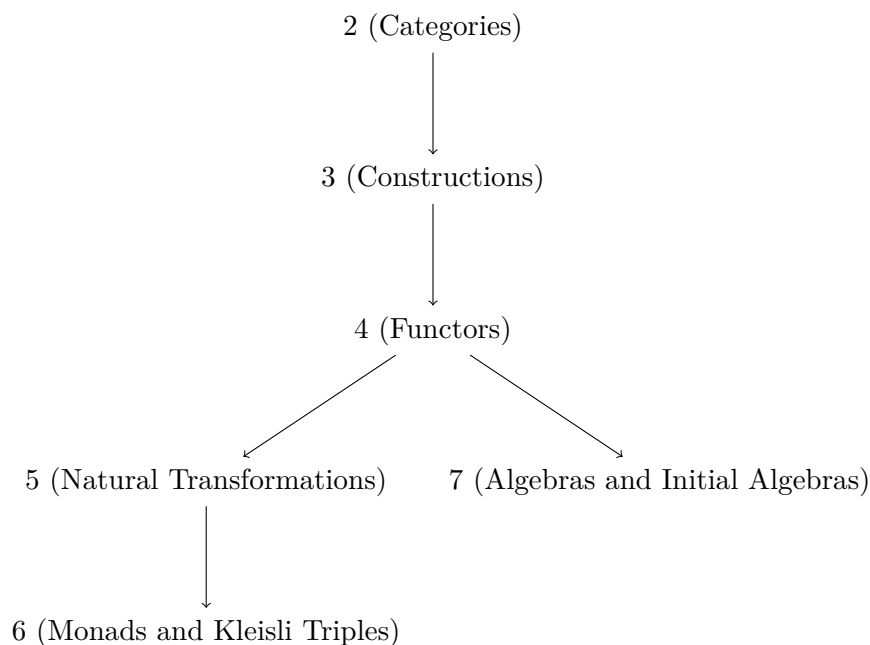 2 (Categories)
3 (Constructions)
4 (Functors)
5 (Natural Transformations)
7 (Algebras and Initial Algebras)
6 (Monads and Kleisli Triples)